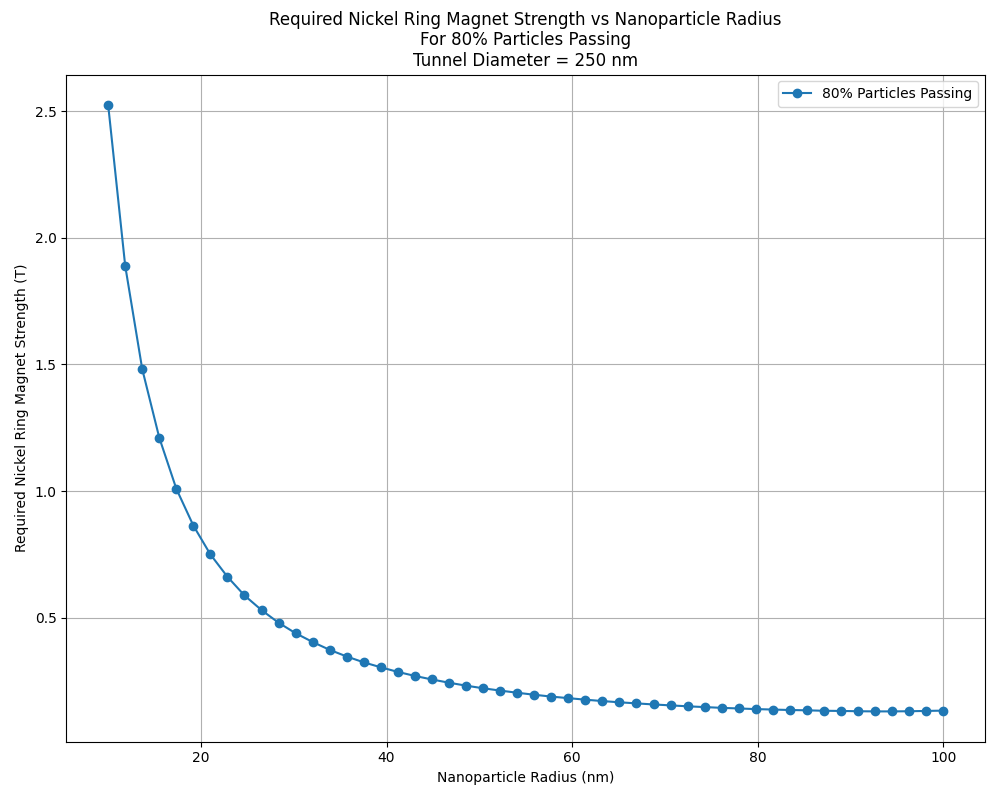 Required Nickel Ring Magnet Strength vs Nanoparticle Radius
For 80% Particles Passing
Tunnel Diameter = 250 nm
80% Particles Passing
Required Nickel Ring Magnet Strength (T)
2.5
2.0
1.5
1.0
0.5
20 40 60 80 100
Nanoparticle Radius (nm)